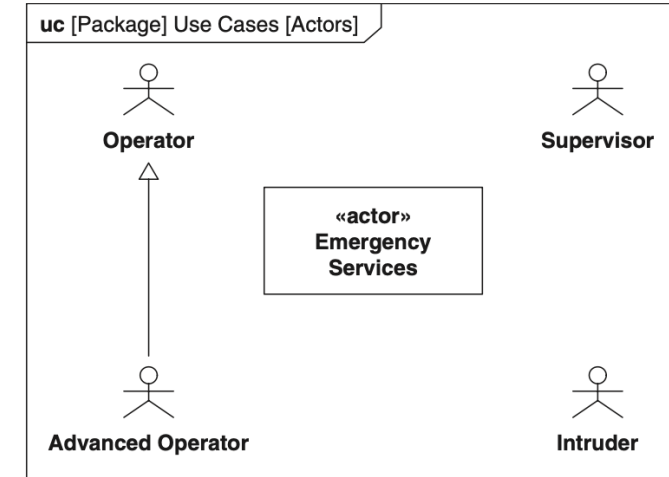 uc [Package] Use Cases [Actors]
Operator
Supervisor
«actor»
Emergency
Services
Advanced Operator
Intruder